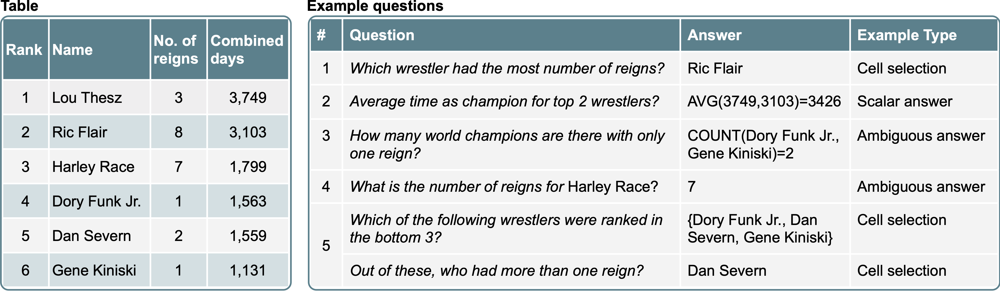 Table
Rank Name No. of reigns Combined days
1 Lou Thesz 3 3,749
2 Ric Flair 8 3,103
3 Harley Race 7 1,799
4 Dory Funk Jr. 1 1,563
5 Dan Severn 2 1,559
6 Gene Kiniski 1 1,131
Example questions
# Question Answer Example Type
1 Which wrestler had the most number of reigns? Ric Flair Cell selection
2 Average time as champion for top 2 wrestlers? AVG(3749,3103)=3426 Scalar answer
3 How many world champions are there with only one reign? COUNT(Dory Funk Jr., Gene Kiniski)=2 Ambiguous answer
4 What is the number of reigns for Harley Race? 7 Ambiguous answer
5 Which of the following wrestlers were ranked in the bottom 3? {Dory Funk Jr., Dan Severn, Gene Kiniski} Cell selection
Out of these, who had more than one reign? Dan Severn Cell selection